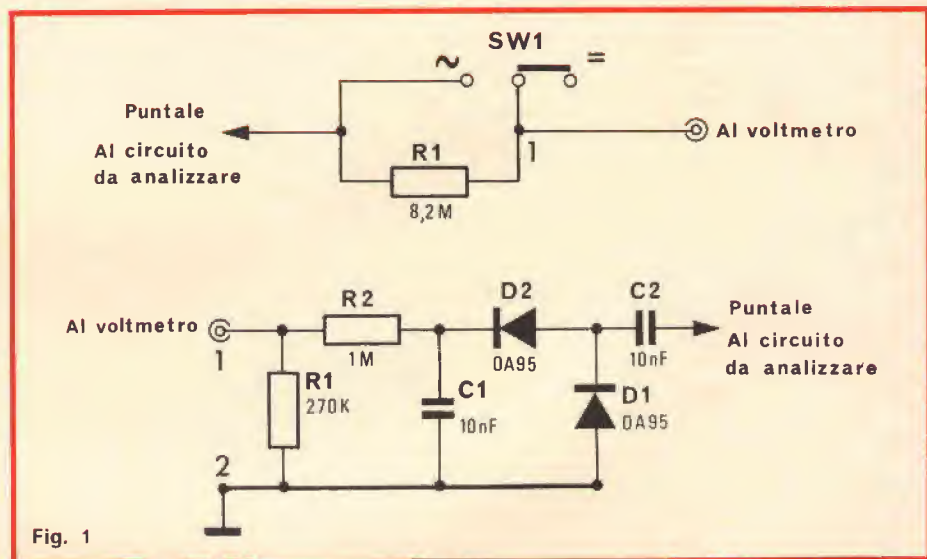 SW1
~
=
Puntale
Al circuito
da analizzare
R1
8,2M
1
Al voltmetro
Al voltmetro
1
R2
1M
D2
0A95
C2
10nF
Puntale
Al circuito
da analizzare
R1
270K
C1
10nF
D1
0A95
2
Fig. 1